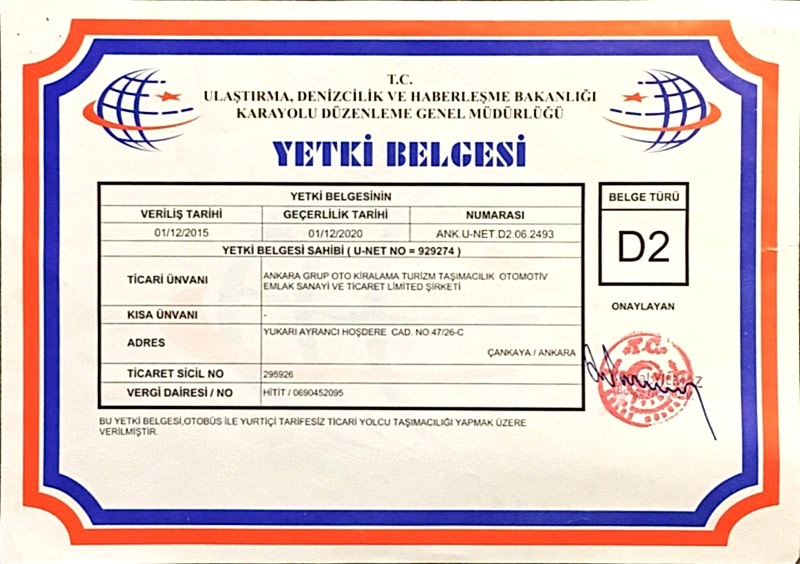 T.C.
ULAŞTIRMA, DENİZCİLİK VE HABERLEŞME BAKANLIĞI
KARAYOLU DÜZENLEME GENEL MÜDÜRLÜĞÜ
YETKİ BELGESİ
YETKİ BELGESİNİN
VERİLİŞ TARİHİ GEÇERLİLİK TARİHİ NUMARASI
01/12/2015 01/12/2020 ANK.U-NET.D2.06.2493
YETKİ BELGESİ SAHİBİ ( U-NET NO = 929274 )
TİCARİ ÜNVANI ANKARA GRUP OTO KİRALAMA TURİZM TAŞIMACILIK OTOMOTİV
EMLAK SANAYİ VE TİCARET LİMİTED ŞİRKETİ
KISA ÜNVANI -
ADRES YUKARI AYRANCI HOŞDERE CAD. NO.47/26-C
ÇANKAYA / ANKARA
TİCARET SİCİL NO 295926
VERGİ DAİRESİ / NO HİTİT / 0690452095
BU YETKİ BELGESİ,OTOBÜS İLE YURTİÇİ TARİFESİZ TİCARİ YOLCU TAŞIMACILIĞI YAPMAK ÜZERE
VERİLMİŞTİR.
BELGE TÜRÜ
D2
ONAYLAYAN
T.C.